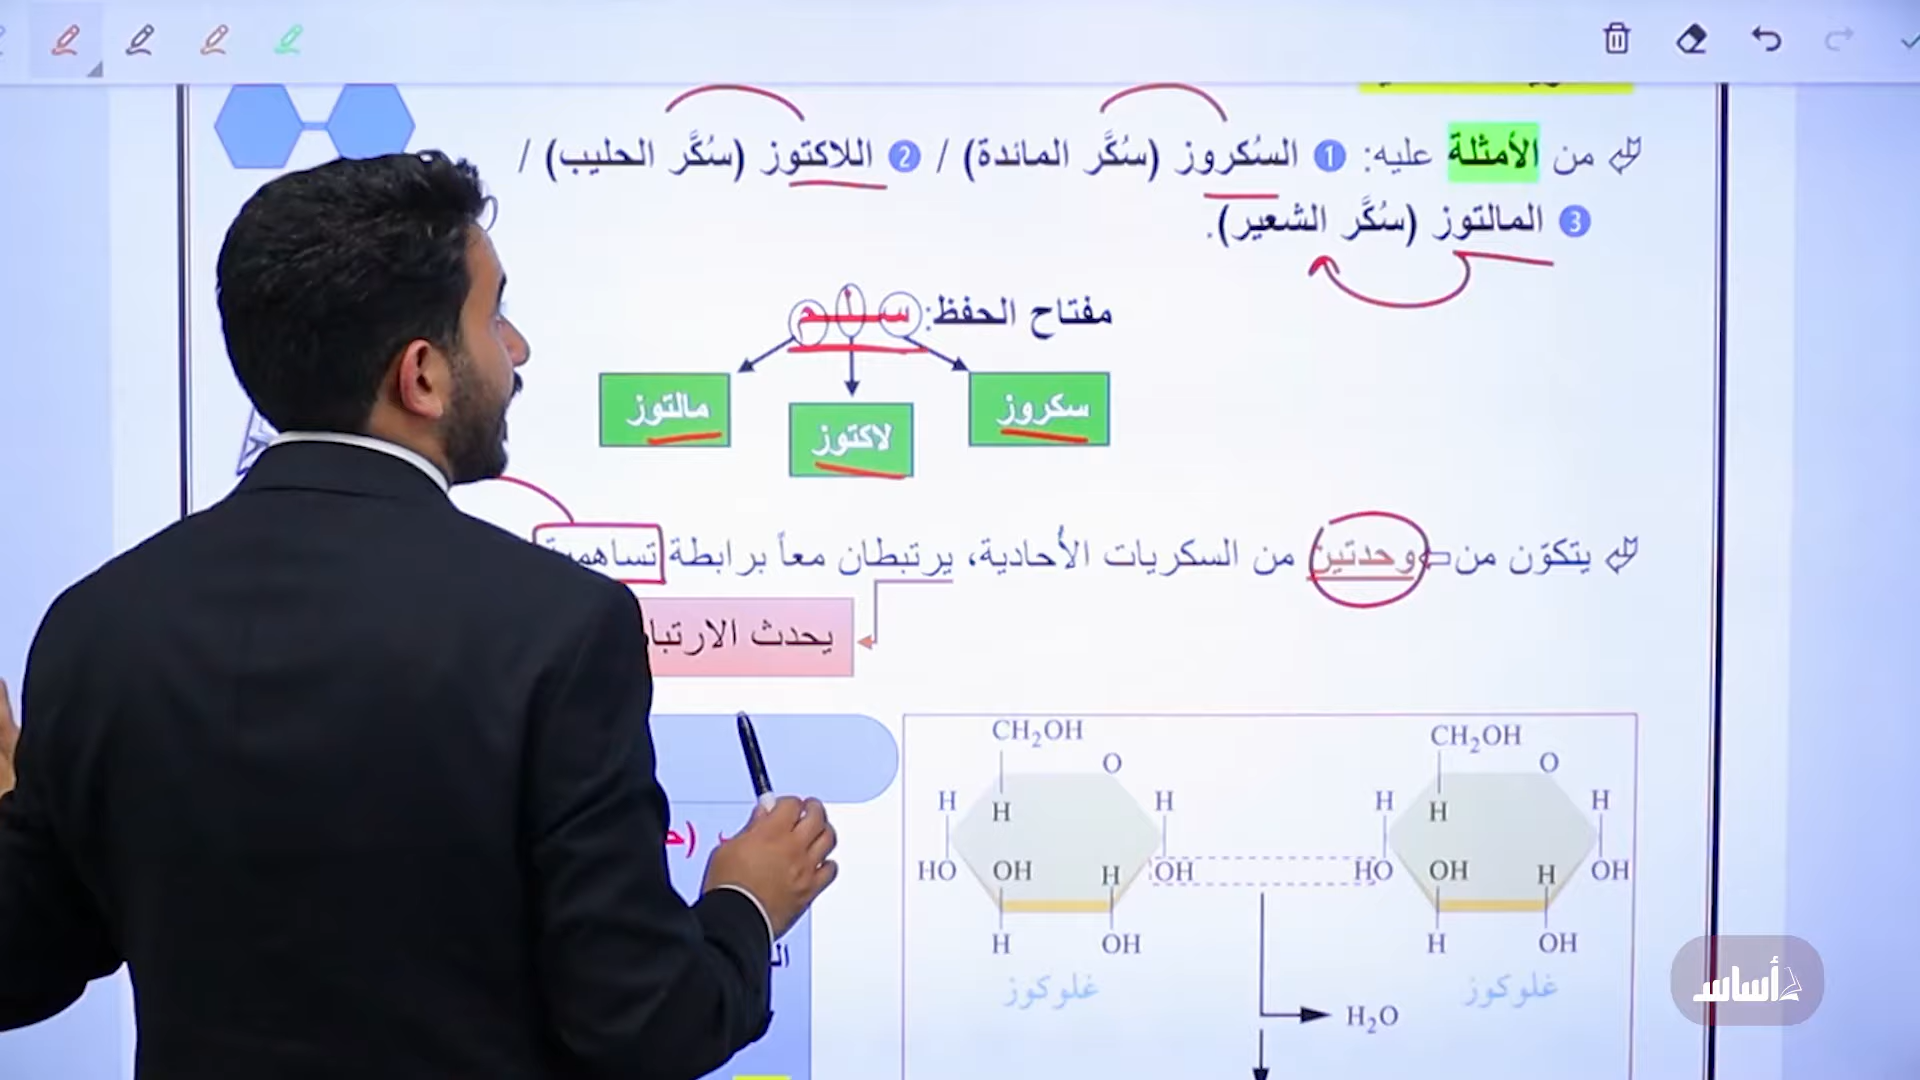 من الأمثلة عليه: 1 السُكروز (سُكَّر المائدة) / 2 اللاكتوز (سُكَّر الحليب) /
3 المالتوز (سُكَّر الشعير).
مفتاح الحفظ: سـلـم
سكروز
لاكتوز
مالتوز
يتكوّن من وحدتين من السكريات الأحادية، يرتبطان معاً برابطة تساهمية
يحدث
CH₂OH CH₂OH
O O
H H H H
H H
HO OH H OH HO OH H OH
H OH H OH
غلوكوز غلوكوز
H₂O
أساس